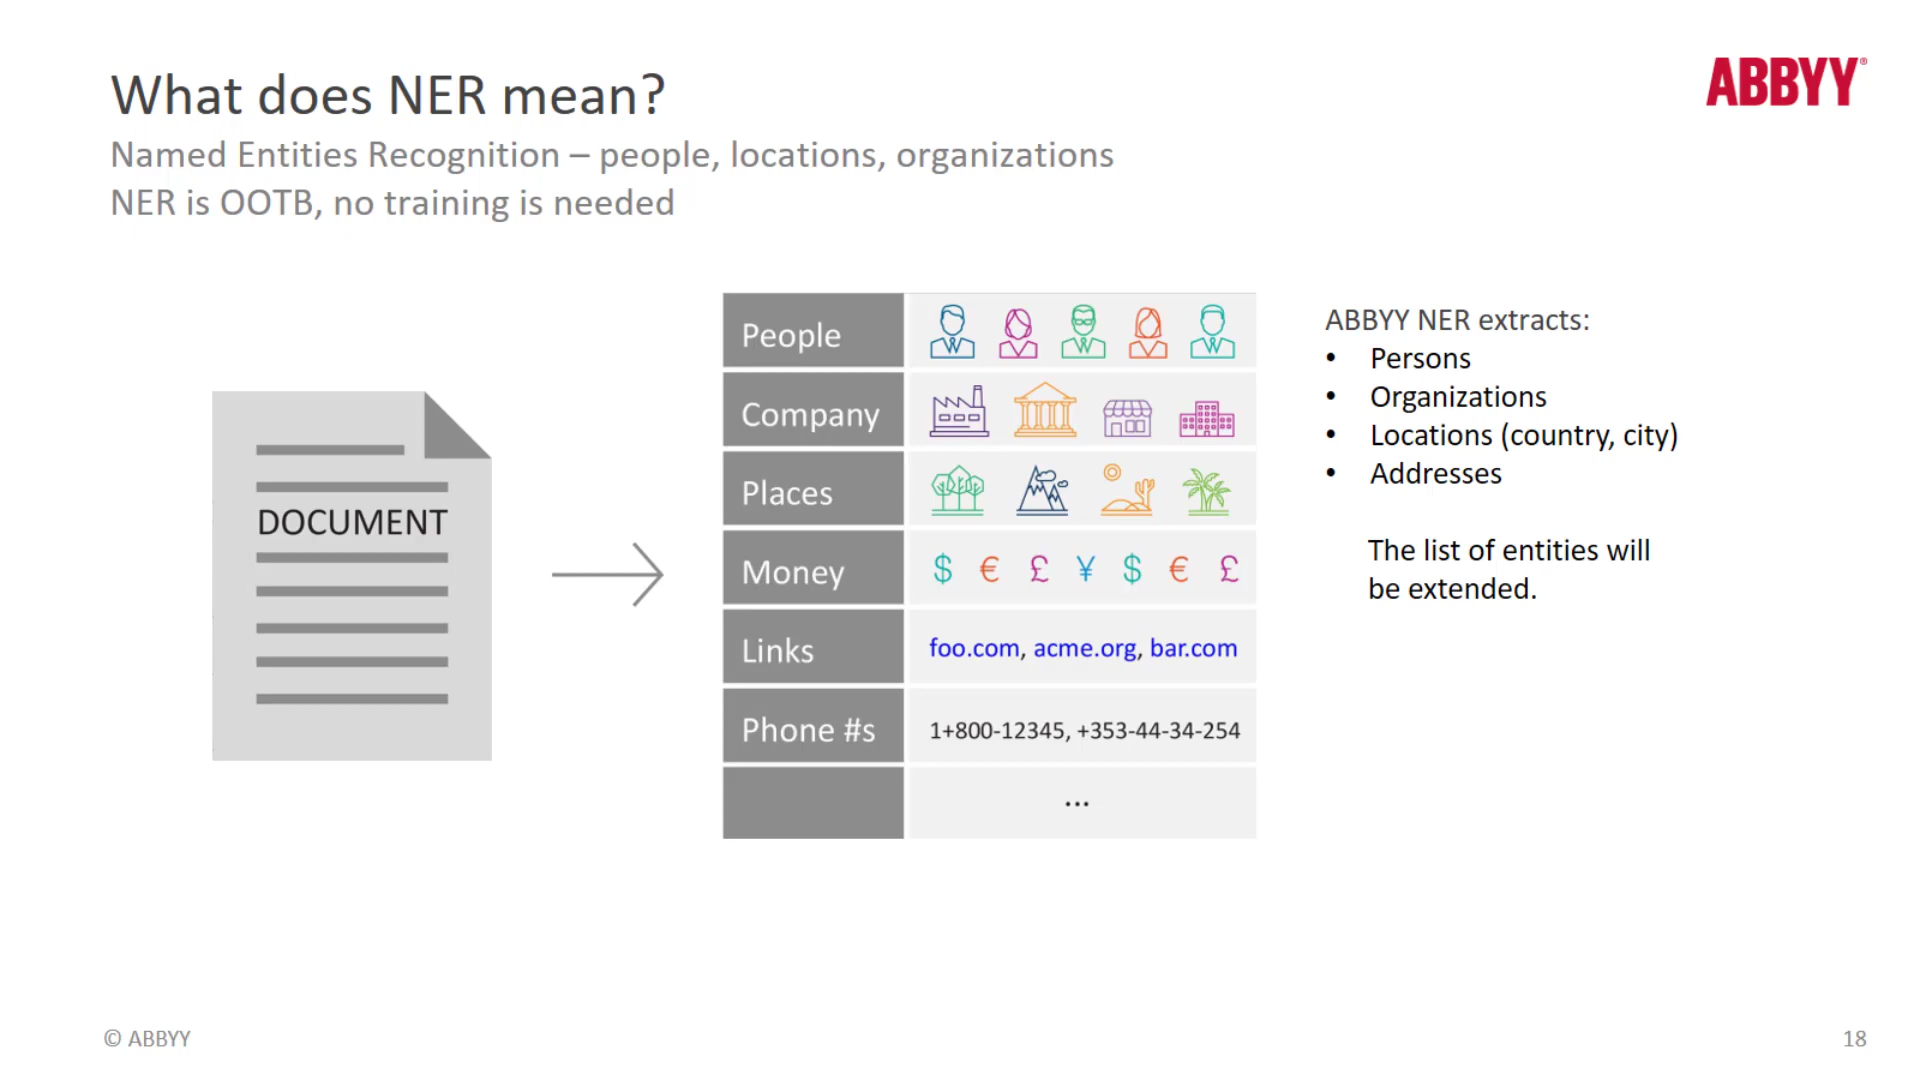 What does NER mean?
ABBYY®
Named Entities Recognition – people, locations, organizations
NER is OOTB, no training is needed
DOCUMENT
People
Company
Places
Money $ € £ ¥ $ € £
Links foo.com, acme.org, bar.com
Phone #s 1+800-12345, +353-44-34-254
...
ABBYY NER extracts:
• Persons
• Organizations
• Locations (country, city)
• Addresses
The list of entities will
be extended.
© ABBYY
18